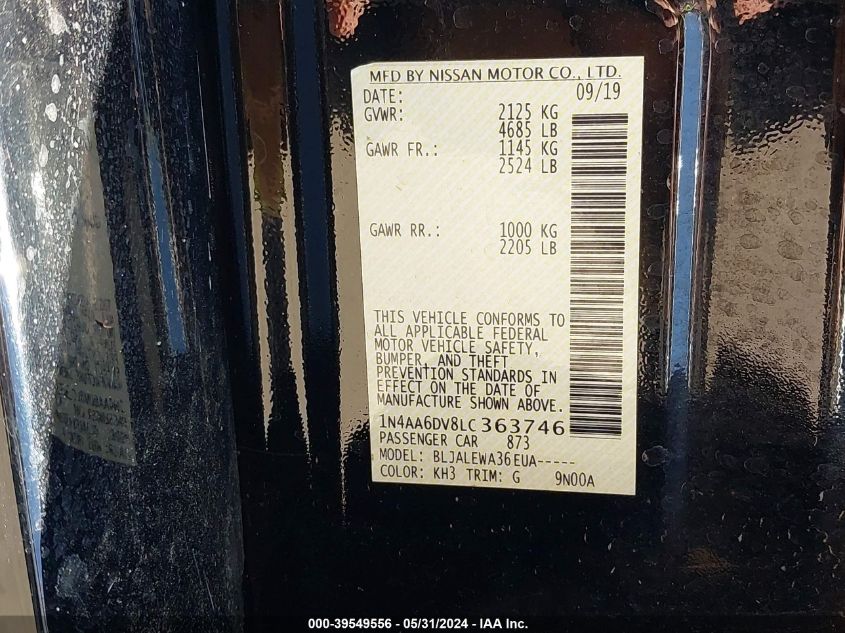 MFD BY NISSAN MOTOR CO., LTD.
DATE: 09/19
GVWR: 2125 KG
4685 LB
GAWR FR.: 1145 KG
2524 LB
GAWR RR.: 1000 KG
2205 LB
THIS VEHICLE CONFORMS TO
ALL APPLICABLE FEDERAL
MOTOR VEHICLE SAFETY,
BUMPER, AND THEFT
PREVENTION STANDARDS IN
EFFECT ON THE DATE OF
MANUFACTURE SHOWN ABOVE.
1N4AA6DV8LC363746
PASSENGER CAR 873
MODEL: BLJALEWA36EUA-----
COLOR: KH3 TRIM: G 9N00A
000-39549556 - 05/31/2024 - IAA Inc.